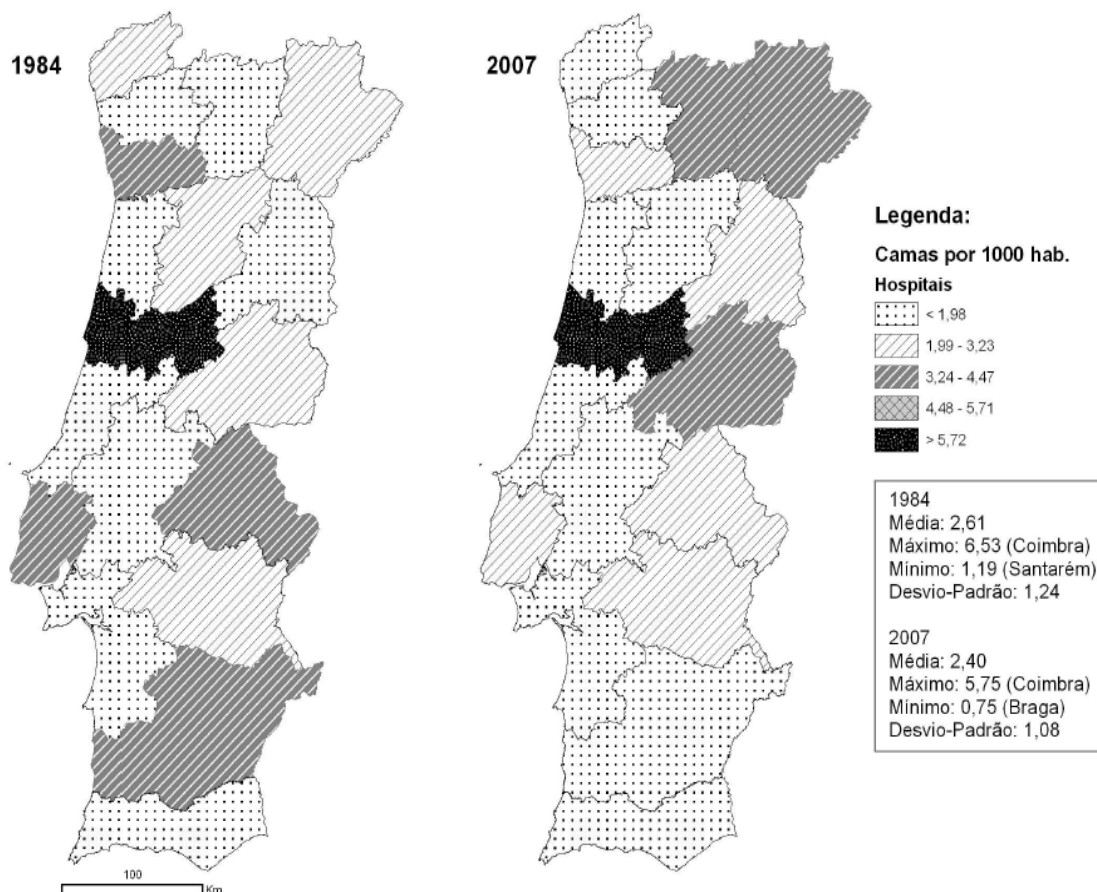 1984
2007
Legenda:
Camas por 1000 hab.
Hospitais
< 1,98
1,99 - 3,23
3,24 - 4,47
4,48 - 5,71
> 5,72
1984
Média: 2,61
Máximo: 6,53 (Coimbra)
Mínimo: 1,19 (Santarém)
Desvio-Padrão: 1,24
2007
Média: 2,40
Máximo: 5,75 (Coimbra)
Mínimo: 0,75 (Braga)
Desvio-Padrão: 1,08
100
Km